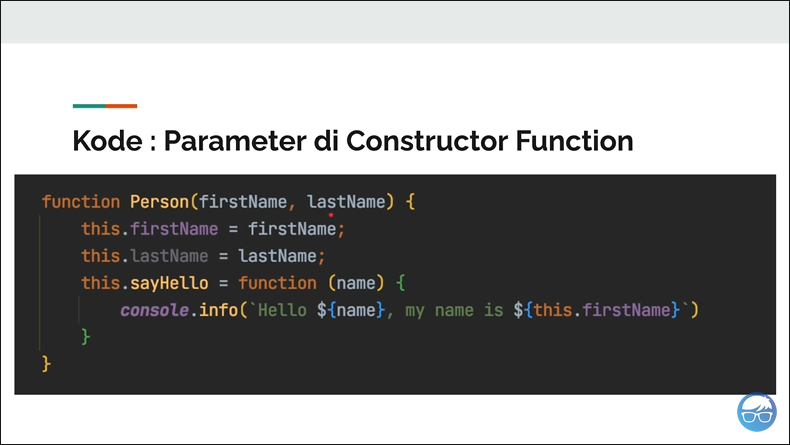 Kode : Parameter di Constructor Function
function Person(firstName, lastName) {
this.firstName = firstName;
this.lastName = lastName;
this.sayHello = function (name) {
console.info(`Hello ${name}, my name is ${this.firstName}`)
}
}